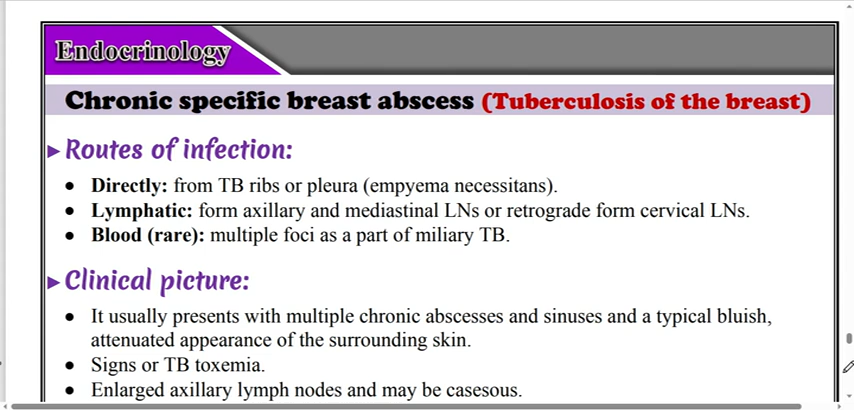 Endocrinology
Chronic specific breast abscess (Tuberculosis of the breast)
►Routes of infection:
● Directly: from TB ribs or pleura (empyema necessitans).
● Lymphatic: form axillary and mediastinal LNs or retrograde form cervical LNs.
● Blood (rare): multiple foci as a part of miliary TB.
►Clinical picture:
● It usually presents with multiple chronic abscesses and sinuses and a typical bluish,
attenuated appearance of the surrounding skin.
● Signs or TB toxemia.
● Enlarged axillary lymph nodes and may be casesous.